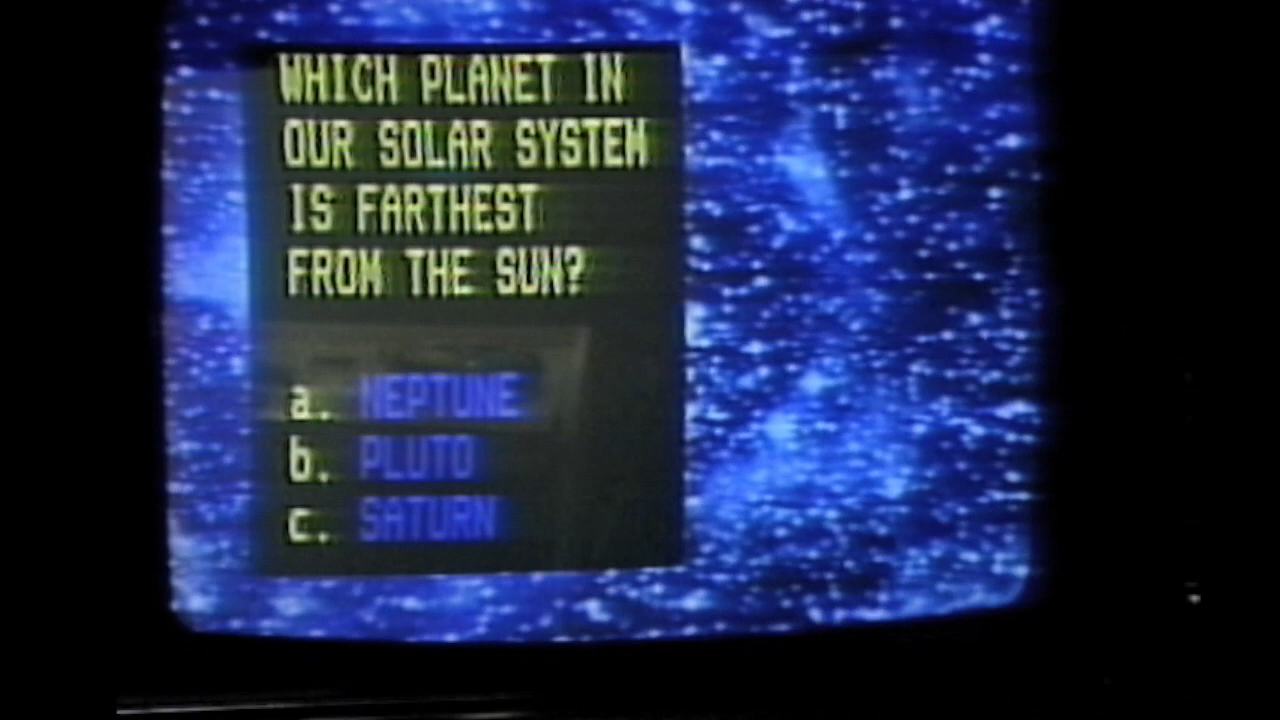 WHICH PLANET IN
OUR SOLAR SYSTEM
IS FARTHEST
FROM THE SUN?
a. NEPTUNE
b. PLUTO
c. SATURN